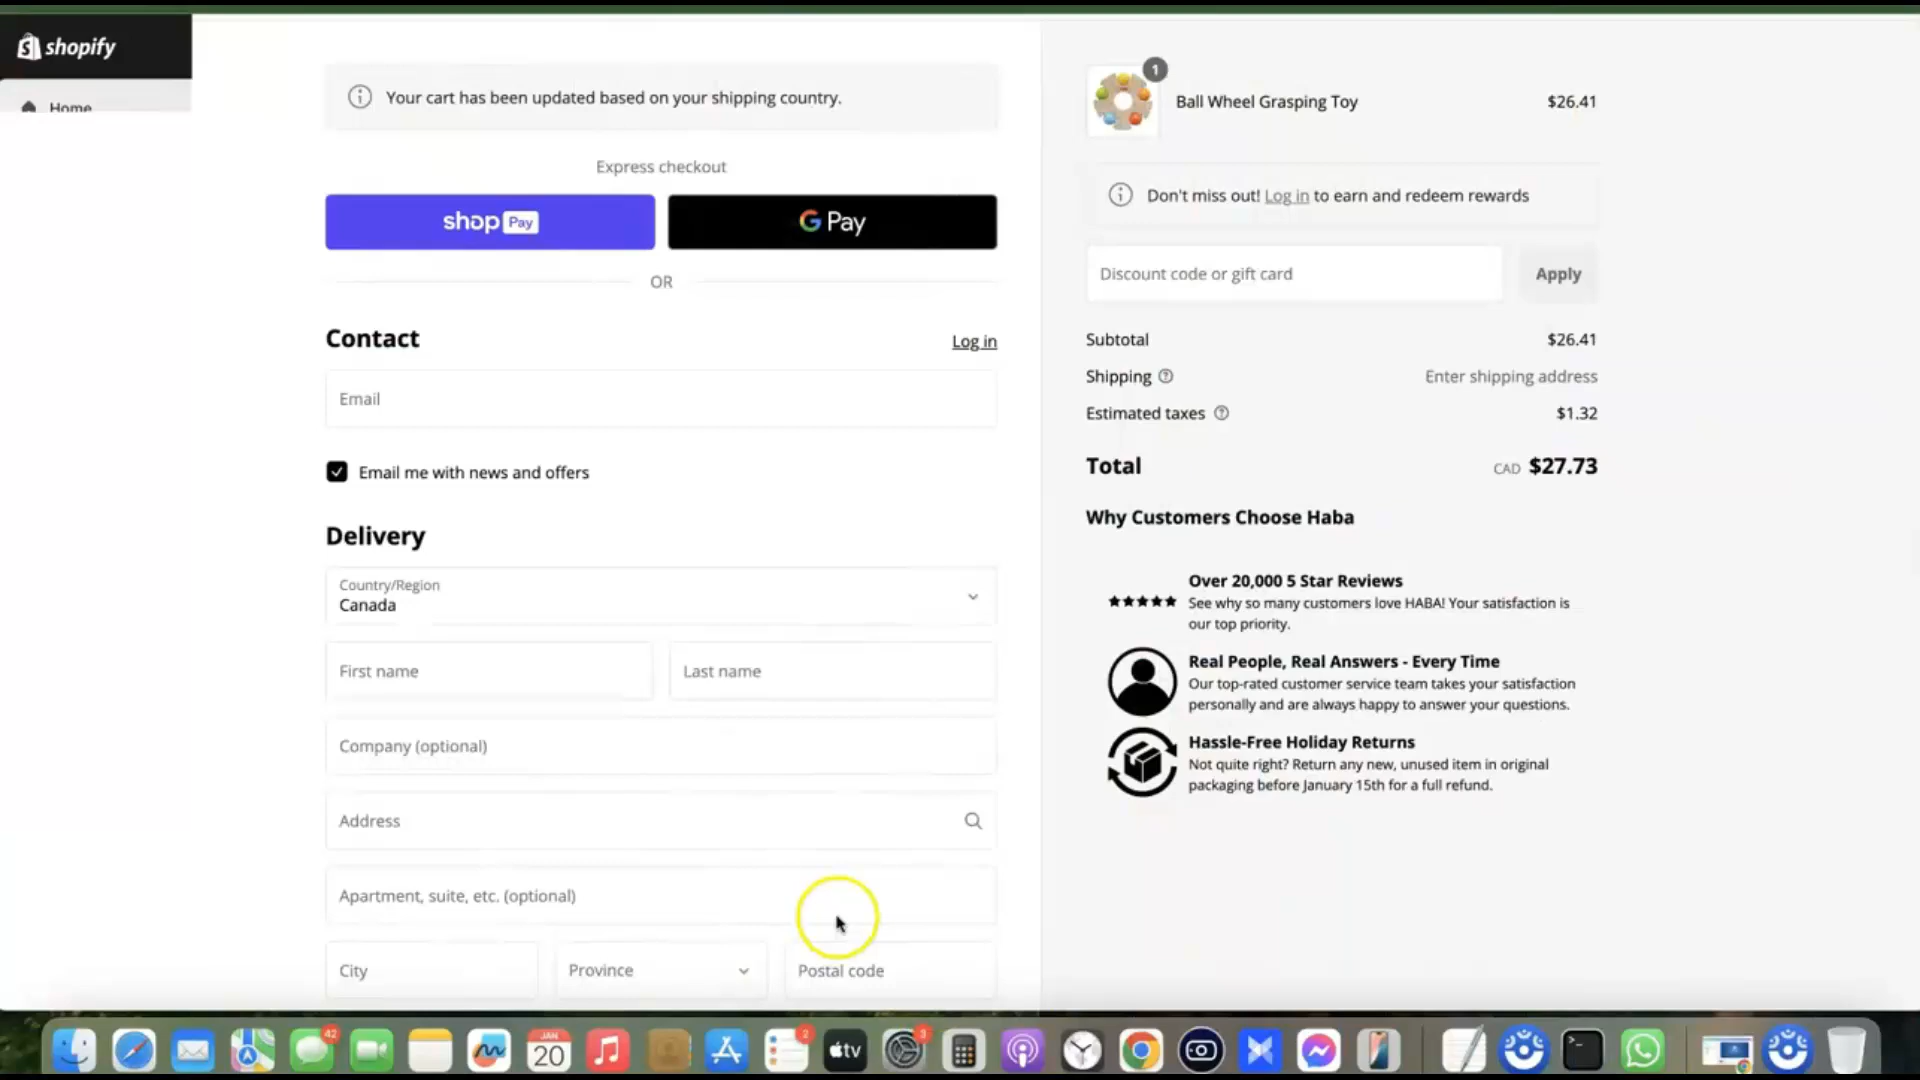 shopify
Home
Your cart has been updated based on your shipping country.
Express checkout
shop Pay
G Pay
OR
Contact
Log in
Email
Email me with news and offers
Delivery
Country/Region
Canada
First name
Last name
Company (optional)
Address
Apartment, suite, etc. (optional)
City
Province
Postal code
1
Ball Wheel Grasping Toy
$26.41
Don't miss out! Log in to earn and redeem rewards
Discount code or gift card
Apply
Subtotal
$26.41
Shipping
Enter shipping address
Estimated taxes
$1.32
Total
CAD $27.73
Why Customers Choose Haba
Over 20,000 5 Star Reviews
See why so many customers love HABA! Your satisfaction is
our top priority.
Real People, Real Answers - Every Time
Our top-rated customer service team takes your satisfaction
personally and are always happy to answer your questions.
Hassle-Free Holiday Returns
Not quite right? Return any new, unused item in original
packaging before January 15th for a full refund.
42
JAN
20
2
tv
3